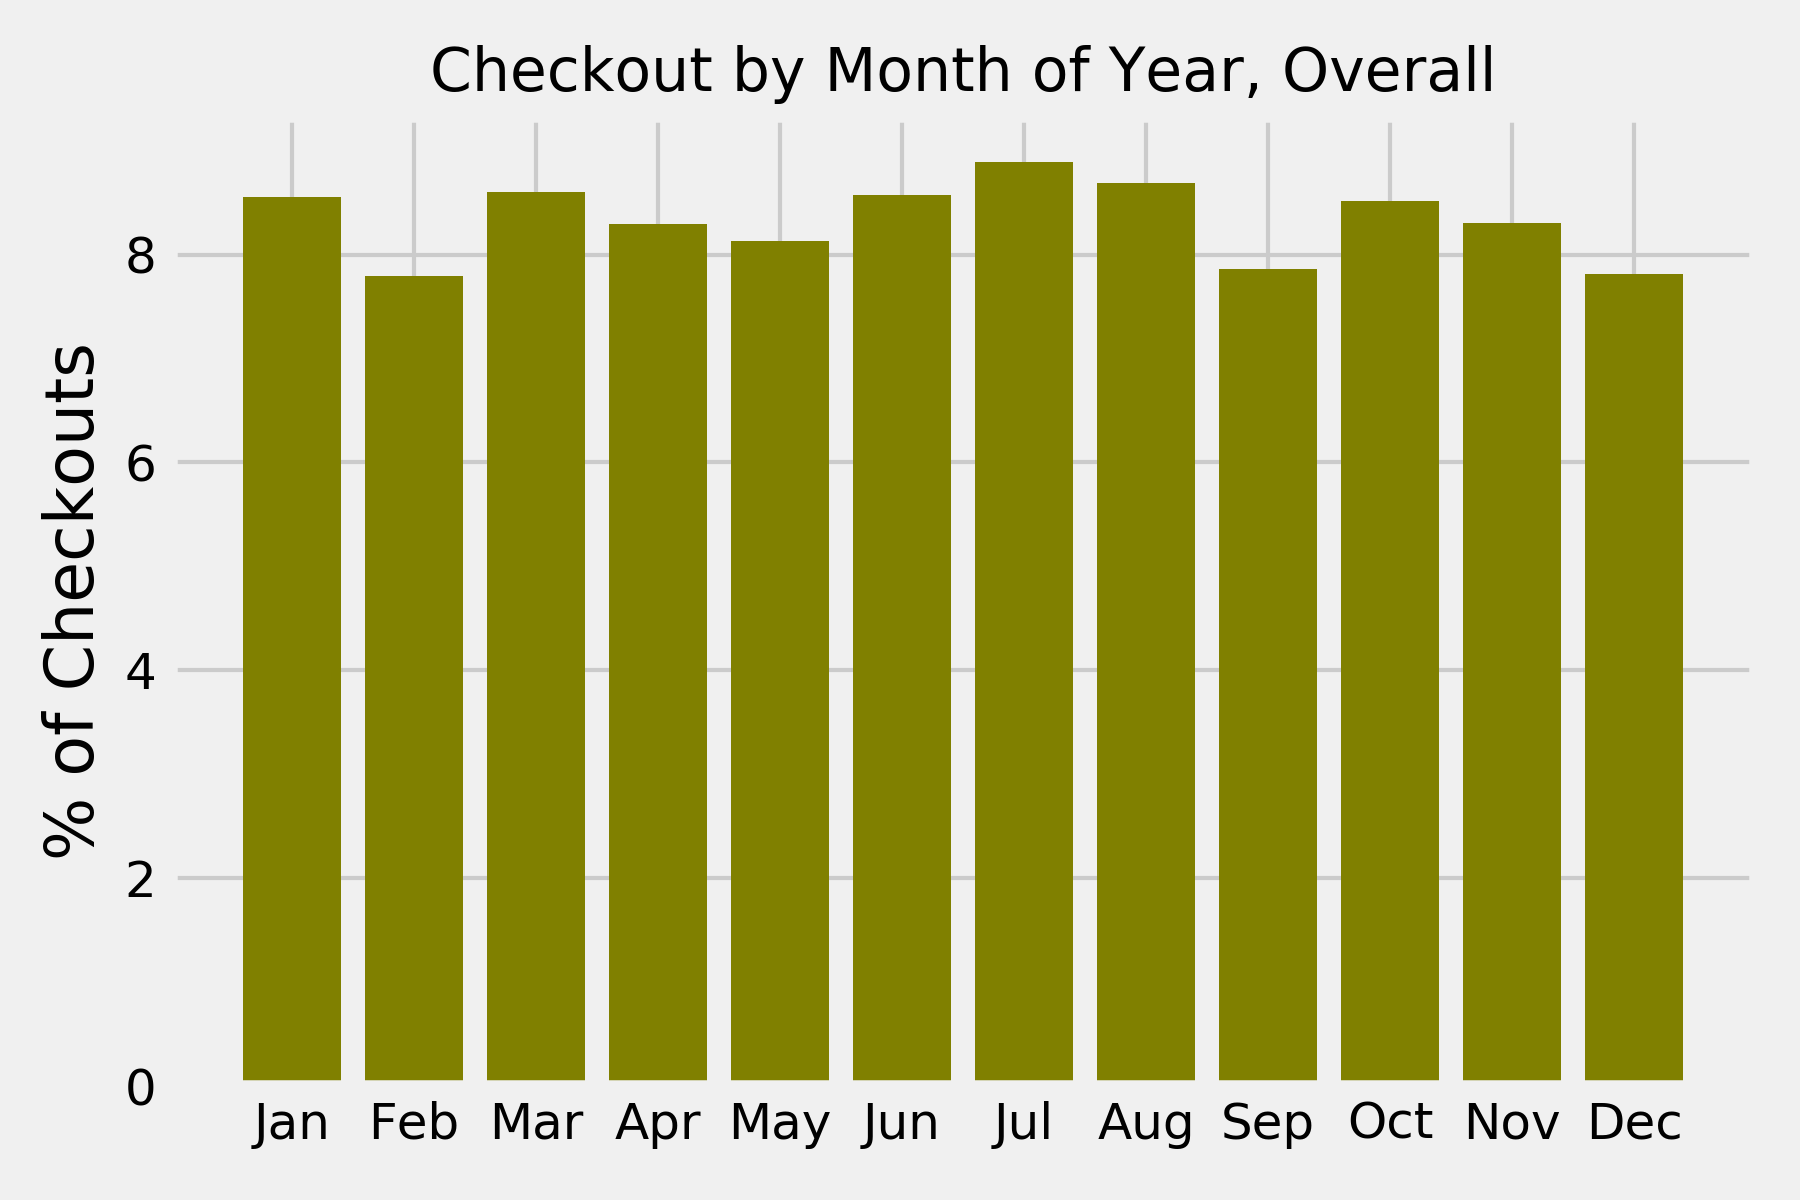 Checkout by Month of Year, Overall
% of Checkouts
8
6
4
2
0
Jan Feb Mar Apr May Jun Jul Aug Sep Oct Nov Dec